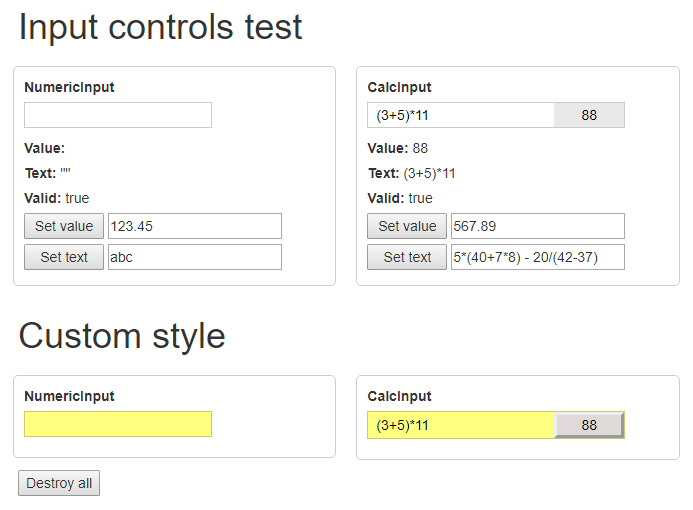 Input controls test
NumericInput
Value:
Text: ""
Valid: true
Set value 123.45
Set text abc
CalcInput
(3+5)*11 88
Value: 88
Text: (3+5)*11
Valid: true
Set value 567.89
Set text 5*(40+7*8) - 20/(42-37)
Custom style
NumericInput
CalcInput
(3+5)*11 88
Destroy all